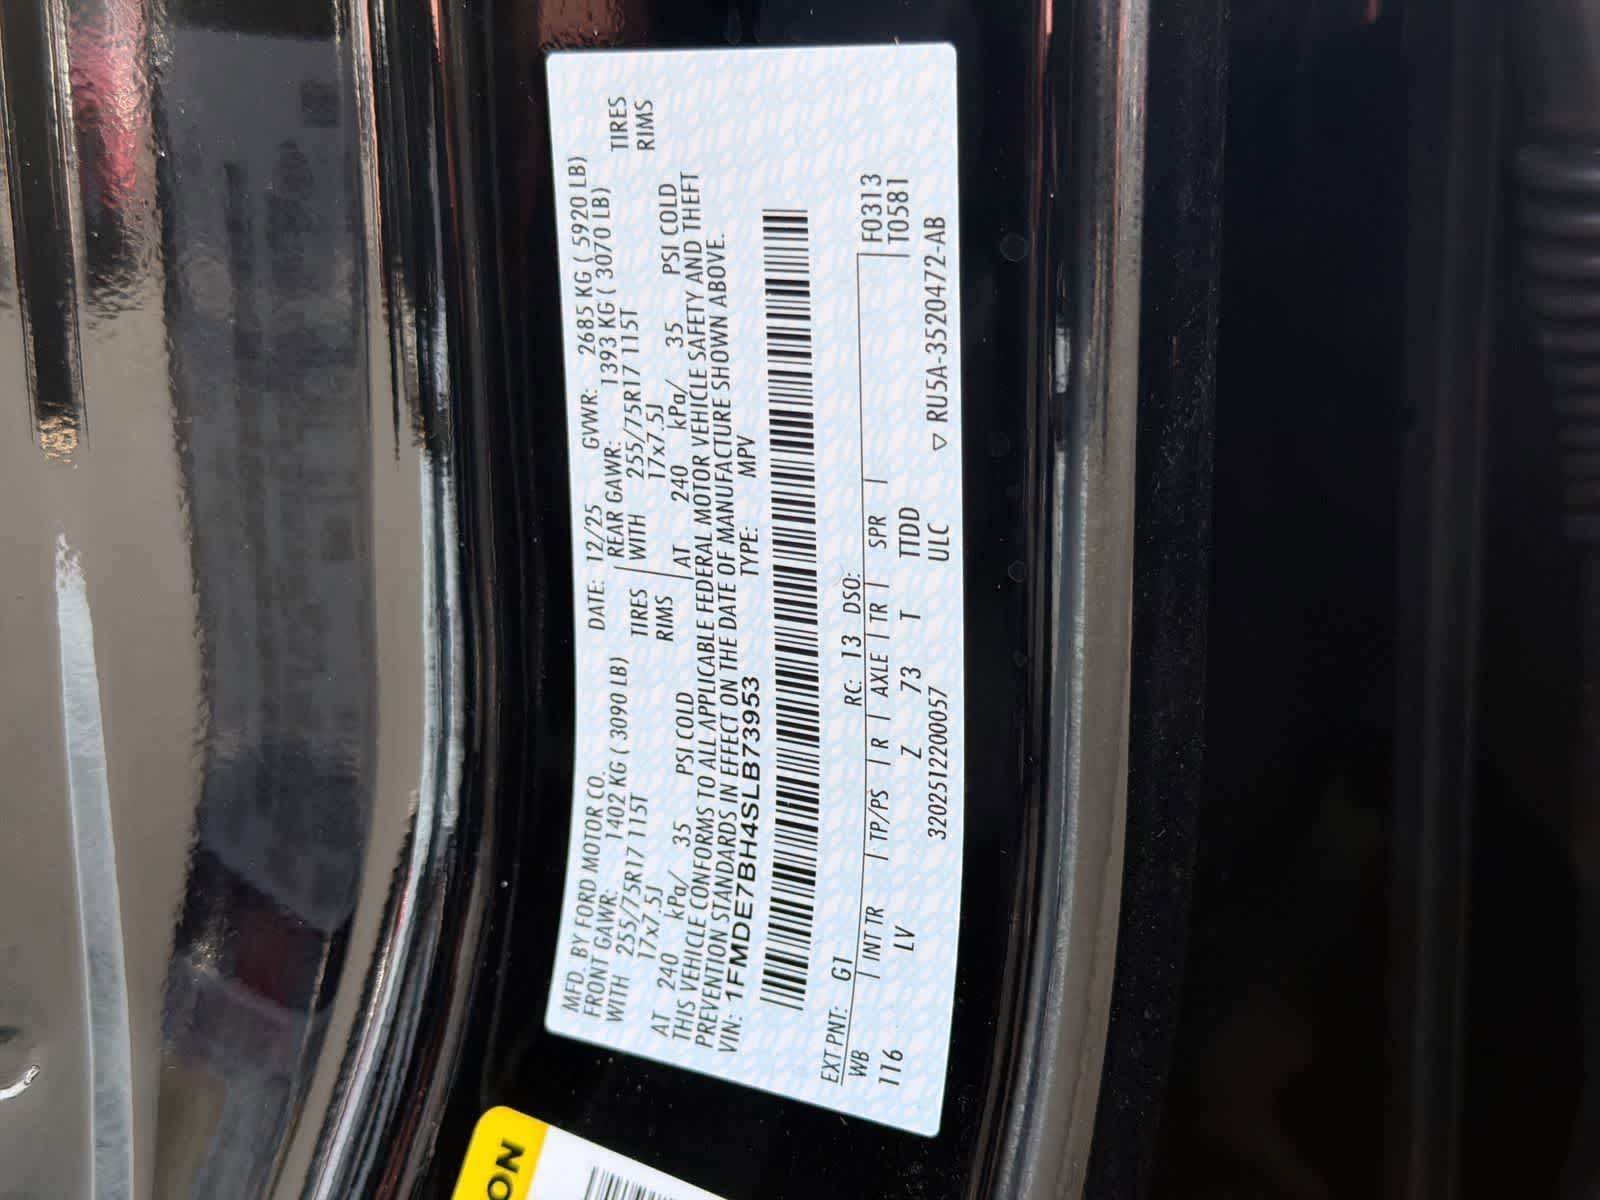 MFD. BY FORD MOTOR CO. DATE: 12/25 GVWR: 2685 KG ( 5920 LB)
FRONT GAWR: 1402 KG ( 3090 LB) REAR GAWR: 1393 KG ( 3070 LB)
WITH 255/75R17 115T TIRES WITH 255/75R17 115T TIRES
17x7.5J RIMS 17x7.5J RIMS
AT 240 kPa/ 35 PSI COLD AT 240 kPa/ 35 PSI COLD
THIS VEHICLE CONFORMS TO ALL APPLICABLE FEDERAL MOTOR VEHICLE SAFETY AND THEFT
PREVENTION STANDARDS IN EFFECT ON THE DATE OF MANUFACTURE SHOWN ABOVE.
VIN: 1FMDE7BH4SLB73953 TYPE: MPV
EXT PNT: G1 RC: 13 DSO: F0313
WB INT TR TP/PS R AXLE TR SPR T0581
116 LV Z 73 T TTDD
3202512200057 ULC ▽ RU5A-3520472-AB
ON